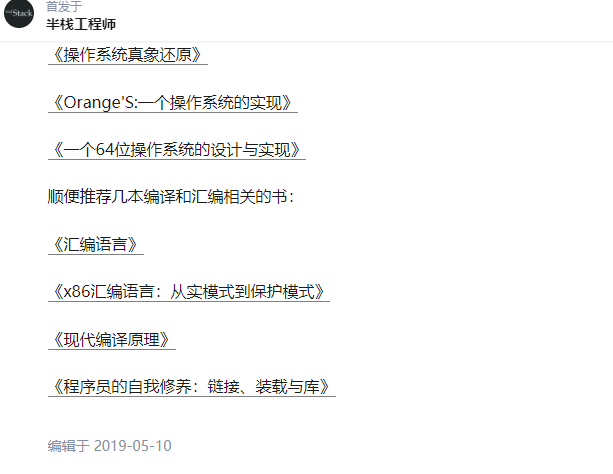 首发于
半栈工程师
《操作系统真象还原》
《Orange'S:一个操作系统的实现》
《一个64位操作系统的设计与实现》
顺便推荐几本编译和汇编相关的书：
《汇编语言》
《x86汇编语言：从实模式到保护模式》
《现代编译原理》
《程序员的自我修养：链接、装载与库》
编辑于 2019-05-10